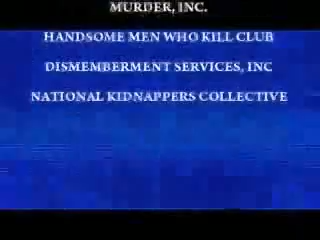 MURDER, INC.
HANDSOME MEN WHO KILL CLUB
DISMEMBERMENT SERVICES, INC
NATIONAL KIDNAPPERS COLLECTIVE